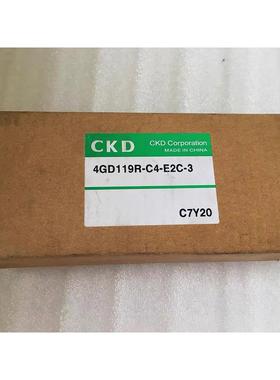 CKD
CKD Corporation
MADE IN CHINA
4GD119R-C4-E2C-3
C7Y20